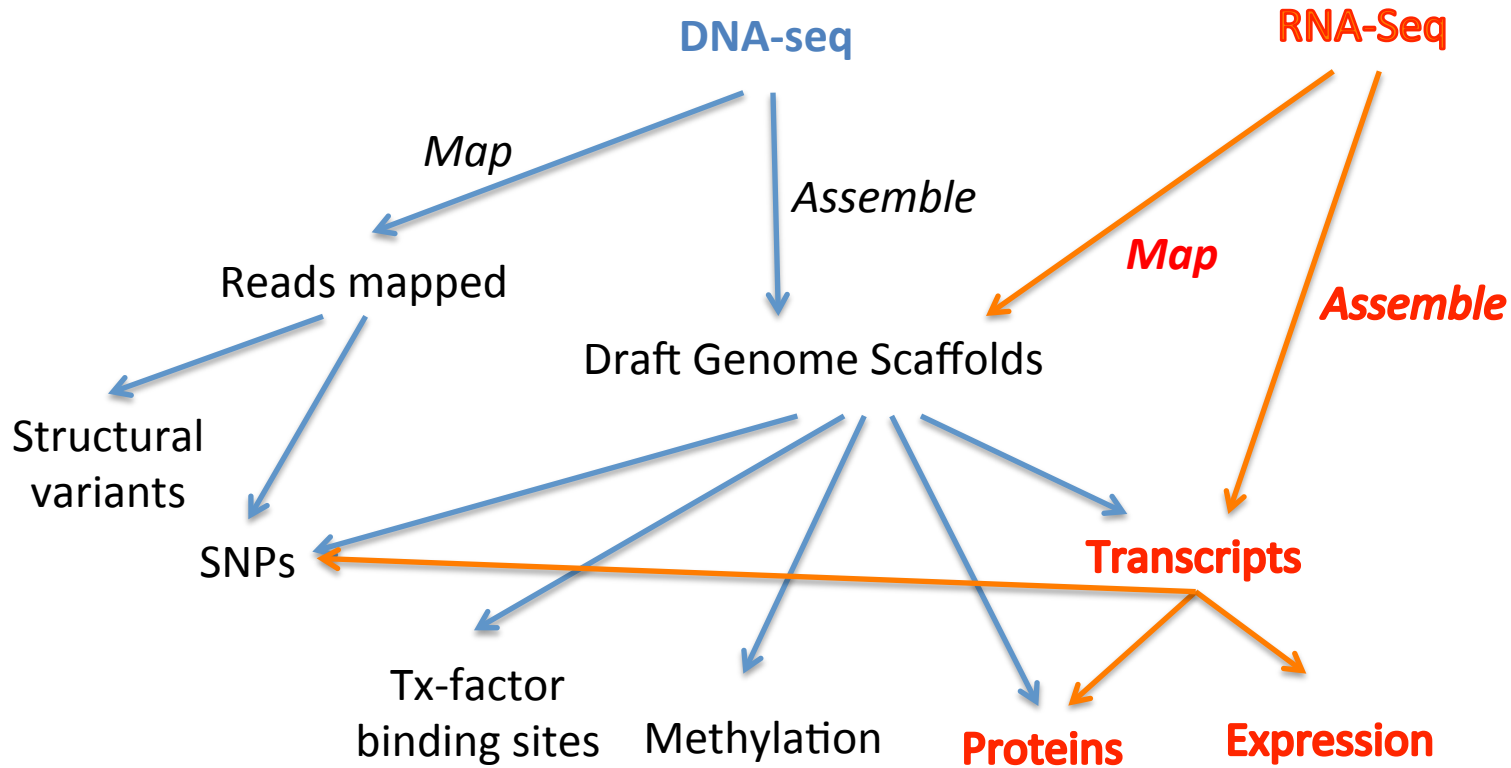 DNA-seq
RNA-Seq
Map
Assemble
Map
Assemble
Reads mapped
Draft Genome Scaffolds
Structural
variants
SNPs
Transcripts
Tx-factor
binding sites
Methylation
Proteins
Expression